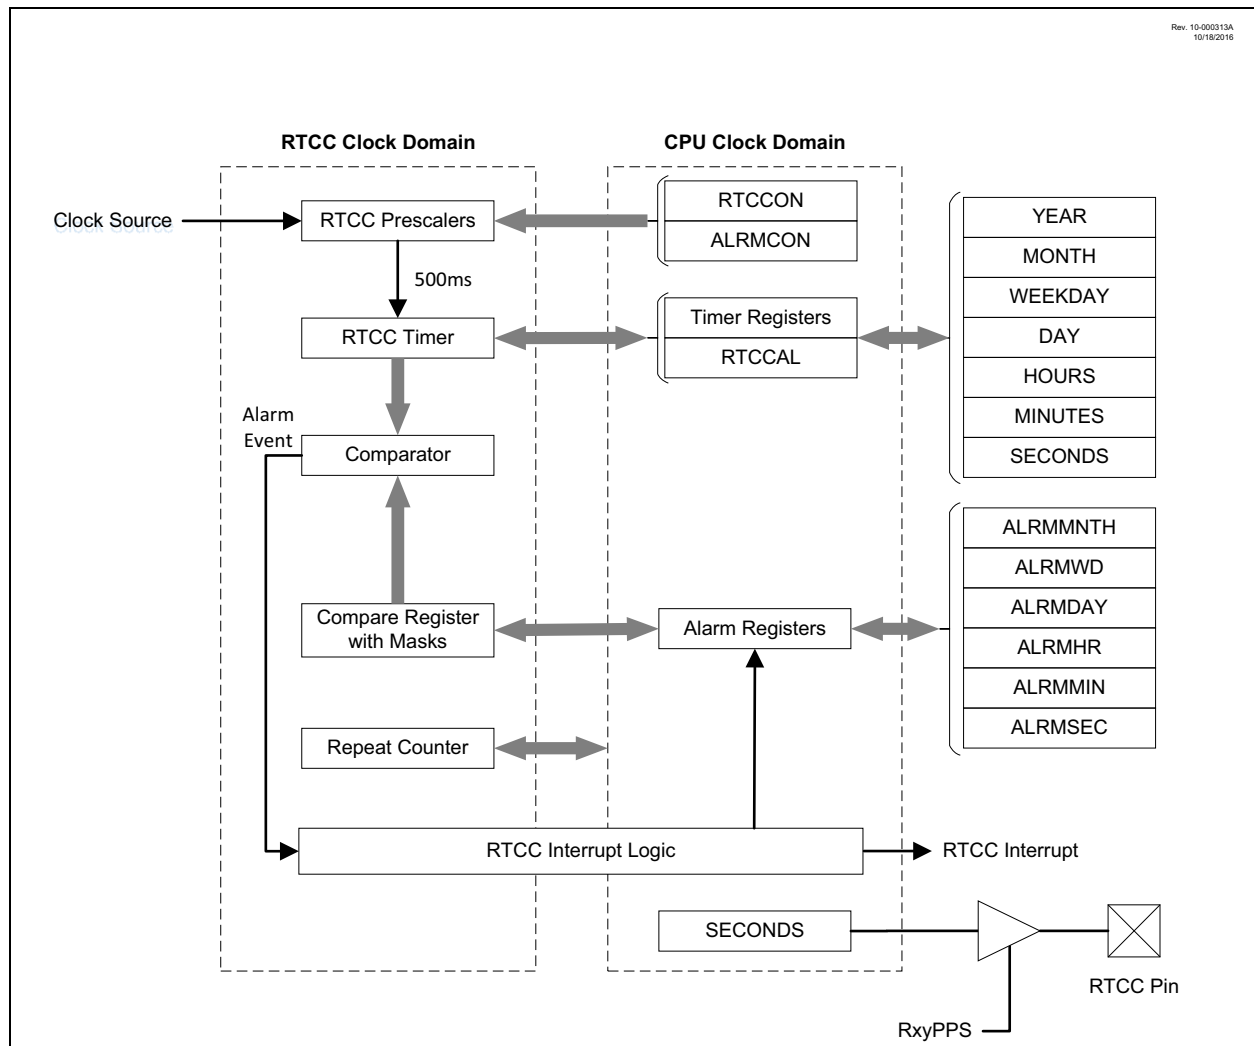 Rev. 10-000313A
10/18/2016
RTCC Clock Domain
CPU Clock Domain
Clock Source
RTCC Prescalers
RTCCON
ALRMCON
500ms
RTCC Timer
Timer Registers
RTCCAL
YEAR
MONTH
WEEKDAY
DAY
HOURS
MINUTES
SECONDS
Alarm
Event
Comparator
Compare Register
with Masks
Alarm Registers
ALRMMNTH
ALRMWD
ALRMDAY
ALRMHR
ALRMMIN
ALRMSEC
Repeat Counter
RTCC Interrupt Logic
RTCC Interrupt
SECONDS
RTCC Pin
RxyPPS